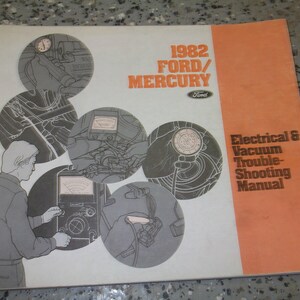 1982
FORD/
MERCURY
Ford
Electrical &
Vacuum
Trouble-
Shooting
Manual